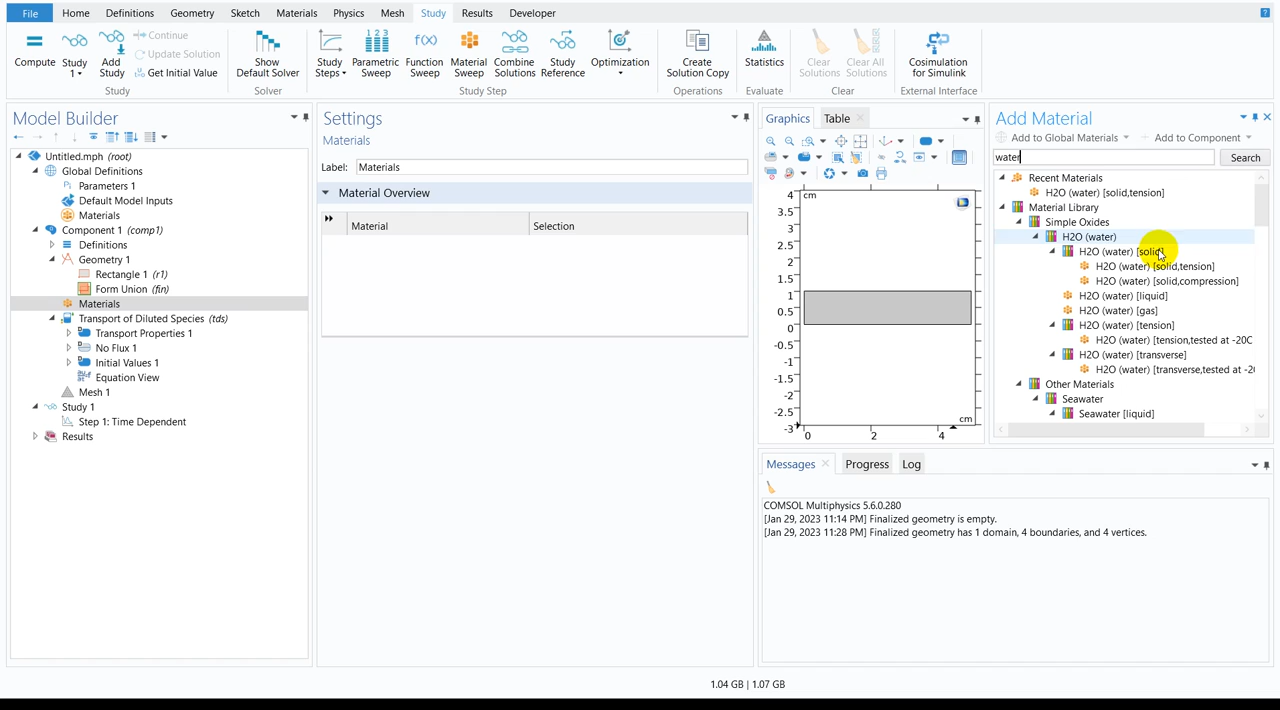 File Home Definitions Geometry Sketch Materials Physics Mesh Study Results Developer
Compute
Study 1
Add Study
Continue
Update Solution
Get Initial Value
Study
Show Default Solver
Solver
Study Steps
Parametric Sweep
Function Sweep
Material Sweep
Combine Solutions
Study Reference
Optimization
Study Step
Create Solution Copy
Operations
Statistics
Evaluate
Clear Solutions
Clear All Solutions
Clear
Cosimulation for Simulink
External Interface
Model Builder
Untitled.mph (root)
Global Definitions
Parameters 1
Default Model Inputs
Materials
Component 1 (comp1)
Definitions
Geometry 1
Rectangle 1 (r1)
Form Union (fin)
Materials
Transport of Diluted Species (tds)
Transport Properties 1
No Flux 1
Initial Values 1
Equation View
Mesh 1
Study 1
Step 1: Time Dependent
Results
Settings
Materials
Label: Materials
Material Overview
Material Selection
Graphics Table
4 cm
3.5
3
2.5
2
1.5
1
0.5
0
-0.5
-1
-1.5
-2
-2.5
-3
cm
0 2 4
Add Material
Add to Global Materials Add to Component
water Search
Recent Materials
H2O (water) [solid,tension]
Material Library
Simple Oxides
H2O (water)
H2O (water) [solid]
H2O (water) [solid,tension]
H2O (water) [solid,compression]
H2O (water) [liquid]
H2O (water) [gas]
H2O (water) [tension]
H2O (water) [tension,tested at -20C
H2O (water) [transverse]
H2O (water) [transverse,tested at -2
Other Materials
Seawater
Seawater [liquid]
Messages Progress Log
COMSOL Multiphysics 5.6.0.280
[Jan 29, 2023 11:14 PM] Finalized geometry is empty.
[Jan 29, 2023 11:28 PM] Finalized geometry has 1 domain, 4 boundaries, and 4 vertices.
1.04 GB | 1.07 GB